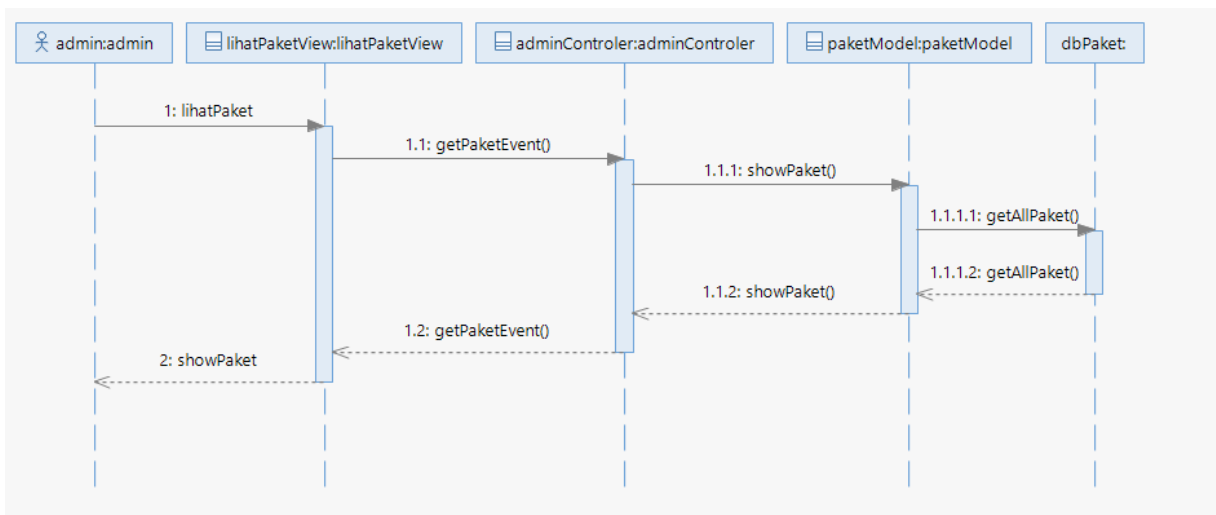 admin:admin
lihatPaketView:lihatPaketView
adminControler:adminControler
paketModel:paketModel
dbPaket:
1: lihatPaket
1.1: getPaketEvent()
1.1.1: showPaket()
1.1.1.1: getAllPaket()
1.1.1.2: getAllPaket()
1.1.2: showPaket()
1.2: getPaketEvent()
2: showPaket